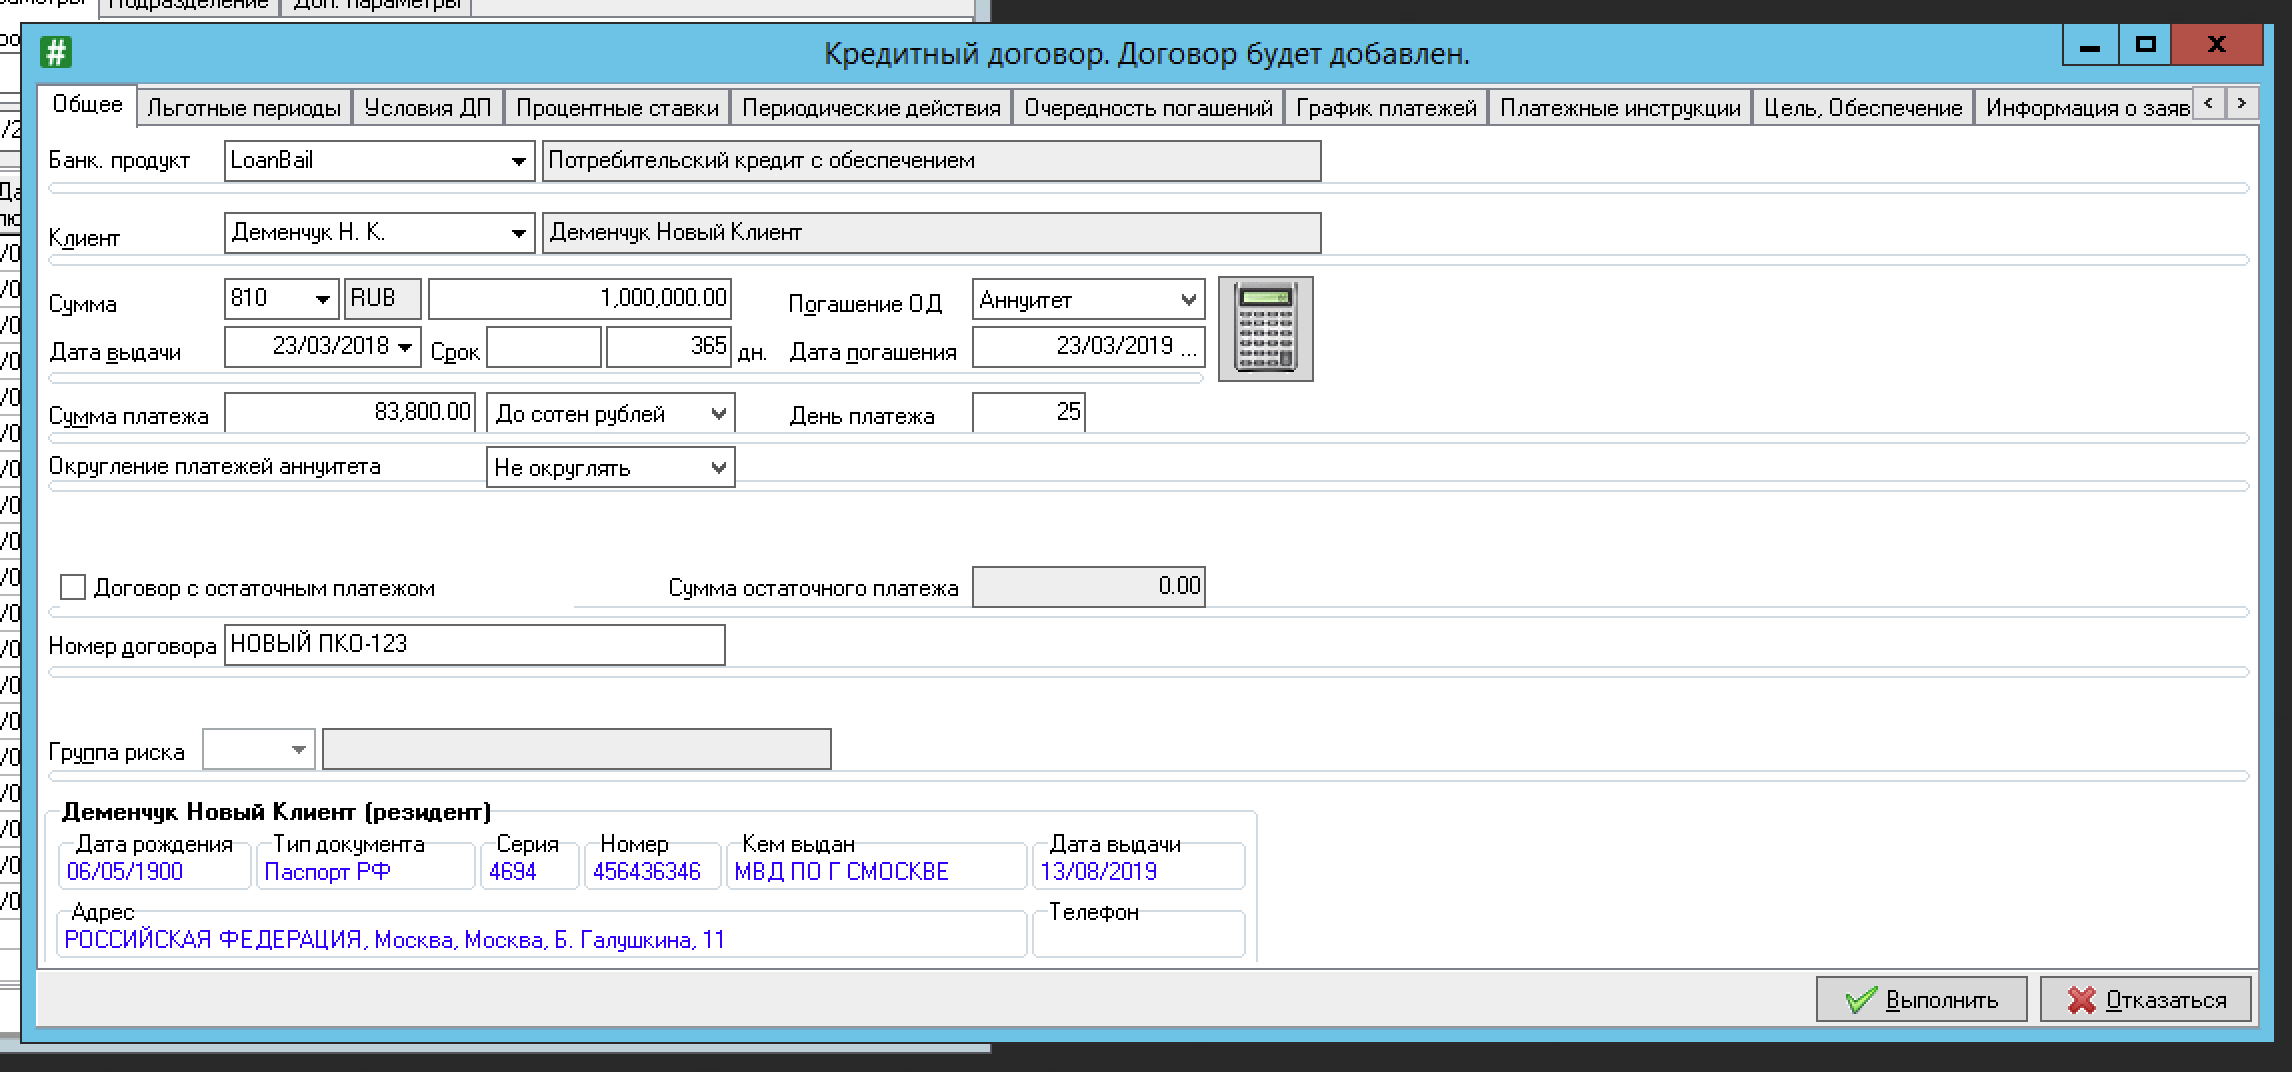 Подразделение Доп. параметры
Кредитный договор. Договор будет добавлен.
Общее Льготные периоды Условия ДП Процентные ставки Периодические действия Очередность погашений График платежей Платежные инструкции Цель, Обеспечение Информация о заяв
Банк. продукт LoanBail Потребительский кредит с обеспечением
Клиент Деменчук Н. К. Деменчук Новый Клиент
Сумма 810 RUB 1,000,000.00 Погашение ОД Аннуитет
Дата выдачи 23/03/2018 Срок 365 дн. Дата погашения 23/03/2019 ...
Сумма платежа 83,800.00 До сотен рублей День платежа 25
Округление платежей аннуитета Не округлять
Договор с остаточным платежом Сумма остаточного платежа 0.00
Номер договора НОВЫЙ ПКО-123
Группа риска
Деменчук Новый Клиент (резидент)
Дата рождения Тип документа Серия Номер Кем выдан Дата выдачи
06/05/1900 Паспорт РФ 4694 456436346 МВД ПО Г СМОСКВЕ 13/08/2019
Адрес Телефон
РОССИЙСКАЯ ФЕДЕРАЦИЯ, Москва, Москва, Б. Галушкина, 11
Выполнить Отказаться